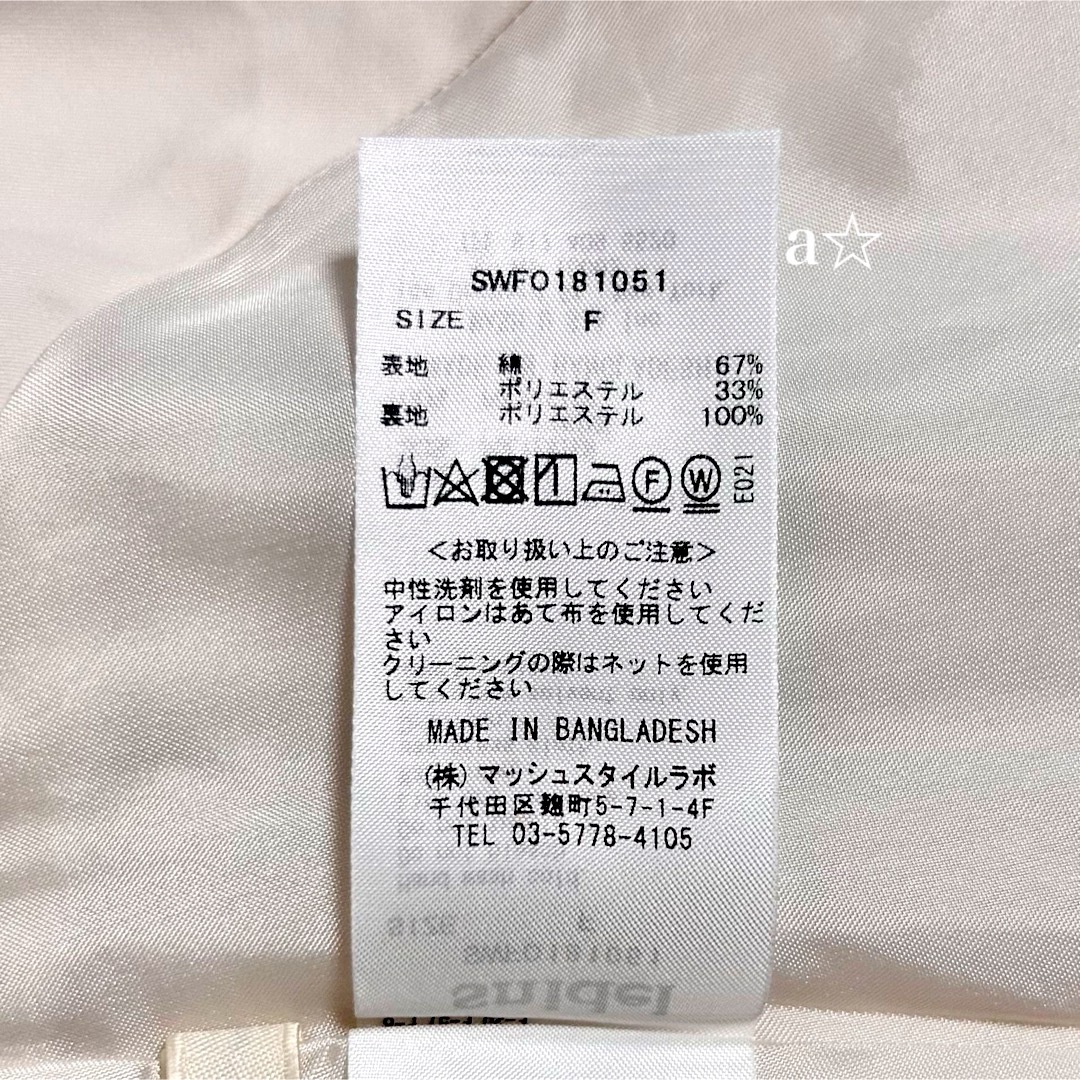 a☆
SWFO181051
SIZE F
表地 綿 67%
ポリエステル 33%
裏地 ポリエステル 100%
F W E021
＜お取り扱い上のご注意＞
中性洗剤を使用してください
アイロンはあて布を使用してくだ
さい
クリーニングの際はネットを使用
してください
MADE IN BANGLADESH
(株)マッシュスタイルラボ
千代田区麹町5-7-1-4F
TEL 03-5778-4105
SIZE F
SWFO181051
snidel